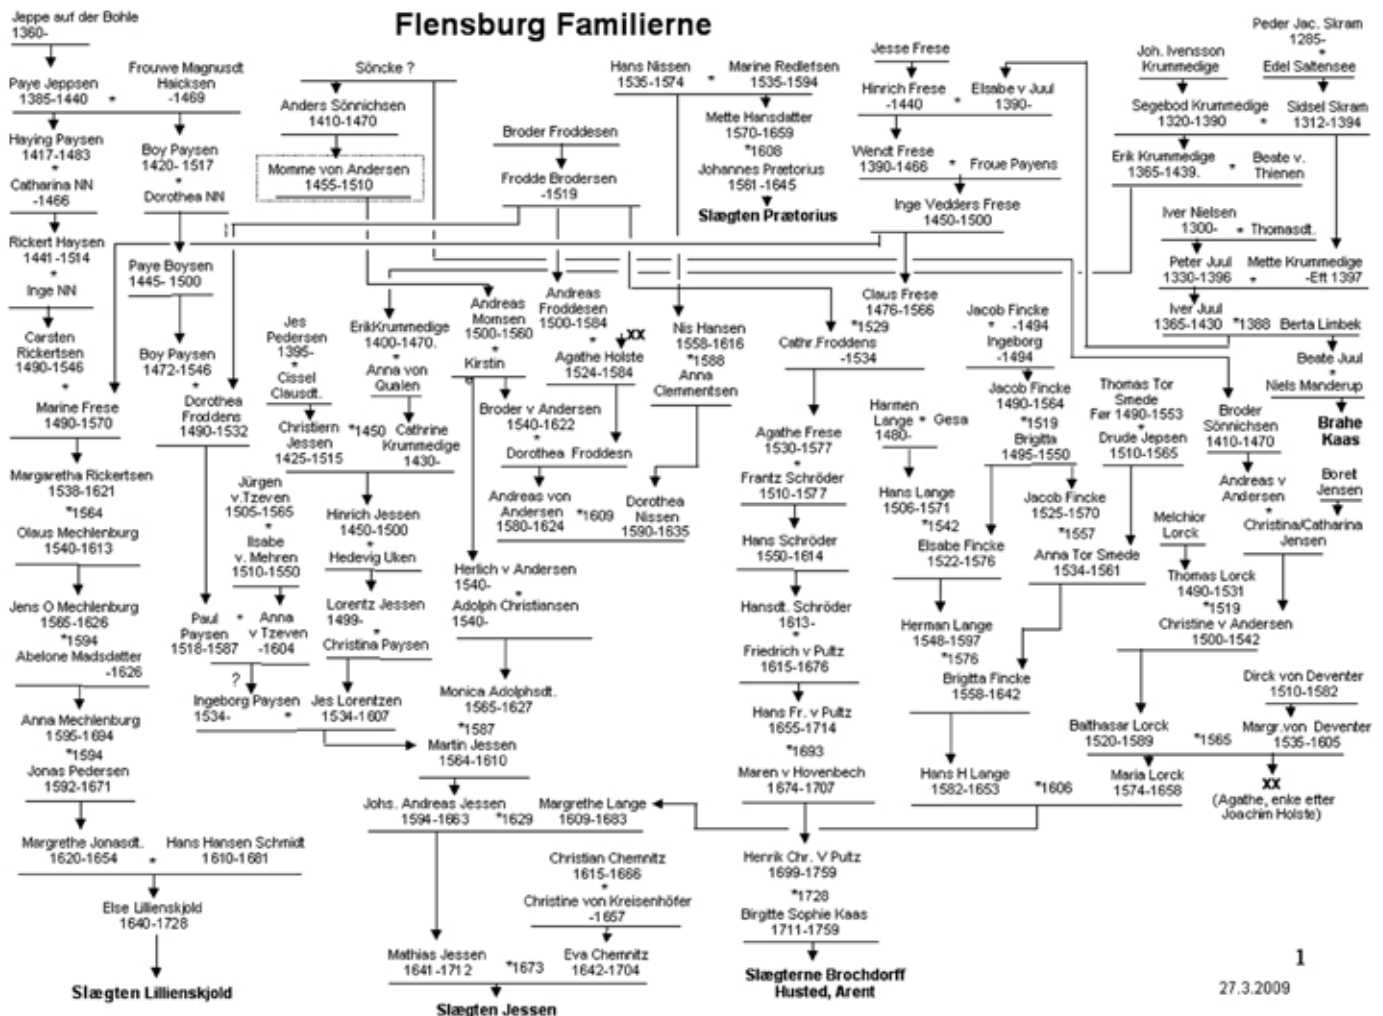 Flensburg Familierne
Jeppe auf der Bohle
1360-
Paye Jeppsen
1385-1440 *
Frouwe Magnusdt
Haicksen
-1469
Haying Paysen
1417-1483
*
Catharina NN
-1466
Boy Paysen
1420- 1517
*
Dorothea NN
Rickert Haysen
1441-1514
*
Inge NN
Paye Boysen
1445- 1500
Carsten
Rickertsen
1490-1546
*
Marine Frese
1490-1570
Boy Paysen
1472-1546
*
Dorothea
Froddens
1490-1532
Margaretha Rickertsen
1538-1621
*1564
Olaus Mechlenburg
1540-1613
Jens O Mechlenburg
1565-1626
*1594
Abelone Madsdatter
-1626
Anna Mechlenburg
1595-1694
*1594
Jonas Pedersen
1592-1671
Margrethe Jonasdt.
1620-1654 *
Hans Hansen Schmidt
1610-1681
Else Lillienskjold
1640-1728
Slægten Lillienskjold
Söncke ?
Anders Sönnichsen
1410-1470
Momme von Andersen
1455-1510
Broder Froddesen
Frodde Brodersen
-1519
Hans Nissen
1535-1574 *
Marine Redlefsen
1535-1594
Mette Hansdatter
1570-1659
*1608
Johannes Prætorius
1561-1645
Slægten Prætorius
Jesse Frese
Hinrich Frese
-1440 *
Elsabe v Juul
1390-
Wendt Frese
1390-1466
* Froue Payens
Inge Vedders Frese
1450-1500
Peder Jac. Skram
1285-
*
Edel Saltensee
Joh. Ivensson
Krummedige
Segebod Krummedige
1320-1390 *
Sidsel Skram
1312-1394
Erik Krummedige
1365-1439.
*
Beate v.
Thienen
Iver Nielsen
1300- * Thomasdt.
Peter Juul
1330-1396 *
Mette Krummedige
-Eft 1397
Iver Juul
1365-1430 *1388 Berta Limbek
Beate Juul
*
Niels Manderup
Brahe
Kaas
Jes
Pedersen
1395-
*
Cissel
Clausdt.
ErikKrummedige
1400-1470.
*
Anna von
Qualen
Christiern
Jessen
1425-1515
*1450
Cathrine
Krummedige
1430-
Andreas
Momsen
1500-1560
*
Kirstin
Andreas
Froddesen
1500-1584
*
xx
Agathe Holste
1524-1584
Nis Hansen
1558-1616
*1588
Anna
Clemmentsen
Claus Frese
1476-1566
*1529
Cathr.Froddens
-1534
Jacob Fincke
* -1494
Ingeborg
-1494
Jacob Fincke
1490-1564
*1519
Brigitta
1495-1550
Thomas Tor
Smede
Før 1490-1553
*
Drude Jepsen
1510-1565
Broder
Sönnichsen
1410-1470
Broder v Andersen
1540-1622
*
Dorothea Froddesn
Agathe Frese
1530-1577
*
Frantz Schröder
1510-1577
Harmen
Lange * Gesa
1480-
Hans Lange
1506-1571
*1542
Elsabe Fincke
1522-1576
Jacob Fincke
1525-1570
*1557
Anna Tor Smede
1534-1561
Andreas v
Andersen
*
Christina/Catharina
Jensen
Boret
Jensen
Melchior
Lorck
Thomas Lorck
1490-1531
*1519
Christine v Andersen
1500-1542
Jürgen
v.Tzeven
1505-1565
*
Ilsabe
v. Mehren
1510-1550
Hinrich Jessen
1450-1500
*
Hedevig Uken
Andreas von
Andersen
1580-1624
*1609
Dorothea
Nissen
1590-1635
Hans Schröder
1550-1614
Herlich v Andersen
1540-
*
Adolph Christiansen
1540-
Paul
Paysen
1518-1587
*
Anna
v Tzeven
-1604
Lorentz Jessen
1499-
*
Christina Paysen
Hansdt. Schröder
1613-
*
Friedrich v Pultz
1615-1676
Herman Lange
1548-1597
*1576
Brigitta Fincke
1558-1642
?
Ingeborg Paysen
1534- *
Jes Lorentzen
1534-1607
Monica Adolphsdt.
1565-1627
*1587
Martin Jessen
1564-1610
Hans Fr. v Pultz
1655-1714
*1693
Maren v Hovenbech
1674-1707
Dirck von Deventer
1510-1582
Balthasar Lorck
1520-1589
*1565
Margr.von Deventer
1535-1605
Hans H Lange
1582-1653
*1606
Maria Lorck
1574-1658
xx
(Agathe, enke efter
Joachim Holste)
Johs. Andreas Jessen
1594-1663 *1629
Margrethe Lange
1609-1683
Christian Chemnitz
1615-1666
*
Christine von Kreisenhöfer
-1657
Henrik Chr. V Pultz
1699-1759
*1728
Birgitte Sophie Kaas
1711-1759
Mathias Jessen
1641-1712
*1673
Eva Chemnitz
1642-1704
Slægten Jessen
Slægterne Brochdorff
Husted, Arent
1
27.3.2009